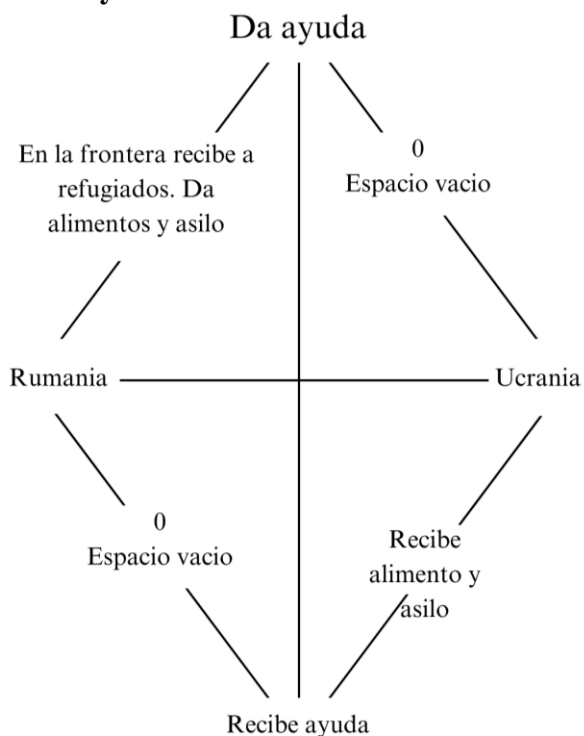 Da ayuda
En la frontera recibe a
refugiados. Da
alimentos y asilo
0
Espacio vacio
Rumania
Ucrania
0
Espacio vacio
Recibe
alimento y
asilo
Recibe ayuda